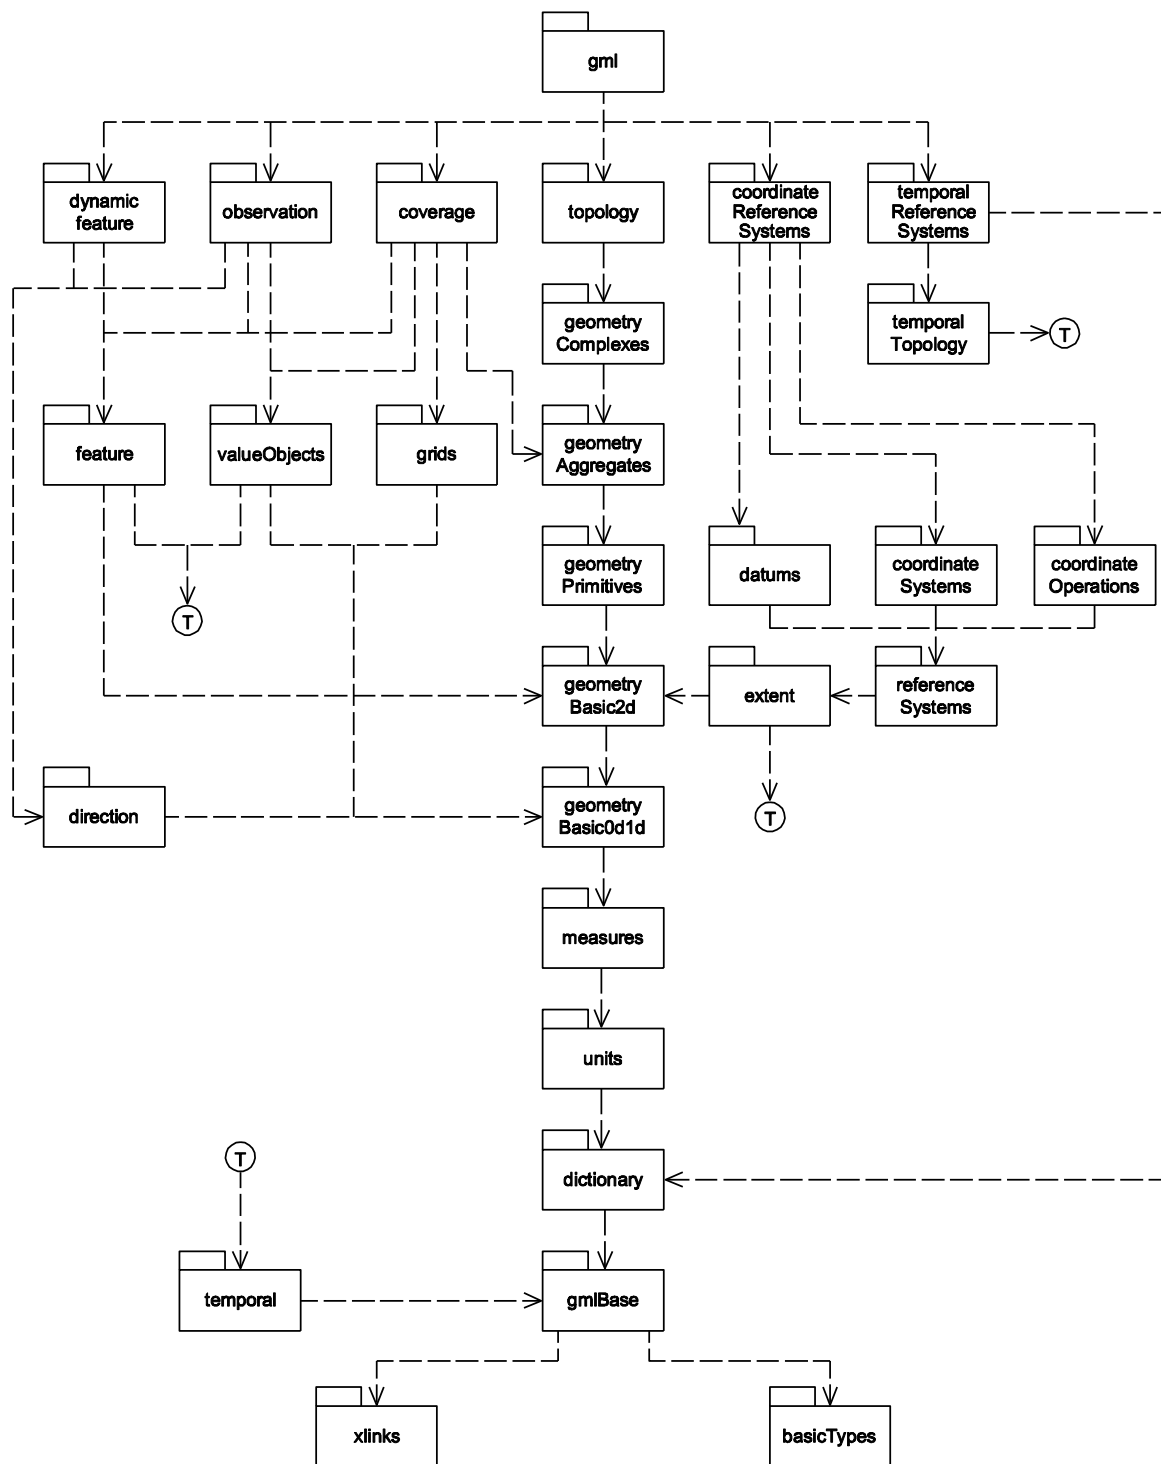 gml
dynamic
feature
observation
coverage
topology
coordinate
Reference
Systems
temporal
Reference
Systems
geometry
Complexes
temporal
Topology
T
feature
valueObjects
grids
geometry
Aggregates
geometry
Primitives
datums
coordinate
Systems
coordinate
Operations
T
geometry
Basic2d
extent
reference
Systems
direction
geometry
Basic0d1d
T
measures
units
T
dictionary
temporal
gmlBase
xlinks
basicTypes